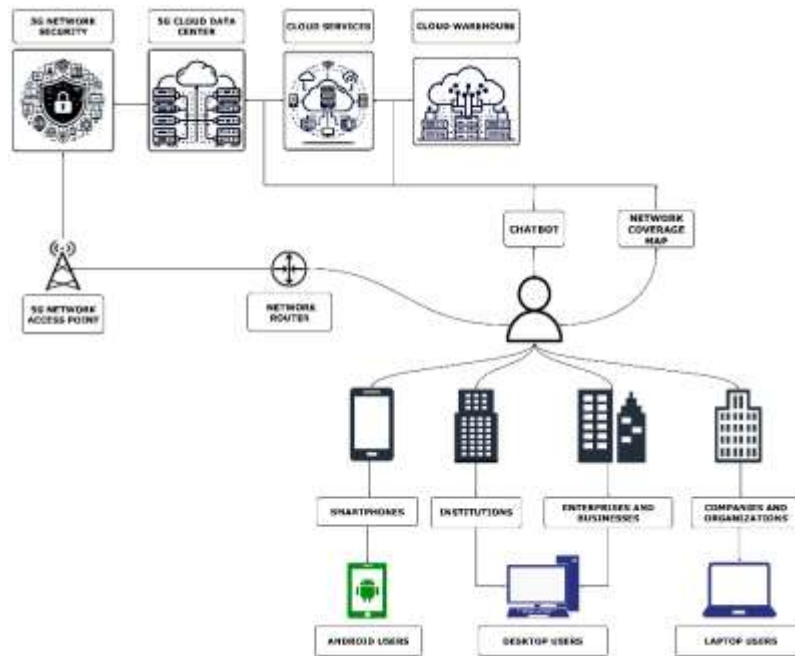 5G NETWORK
SECURITY
5G CLOUD DATA
CENTER
CLOUD SERVICES
CLOUD WAREHOUSE
CHATBOT
NETWORK
COVERAGE
MAP
5G NETWORK
ACCESS POINT
NETWORK
ROUTER
SMARTPHONES
INSTITUTIONS
ENTERPRISES AND
BUSINESSES
COMPANIES AND
ORGANIZATIONS
ANDROID USERS
DESKTOP USERS
LAPTOP USERS